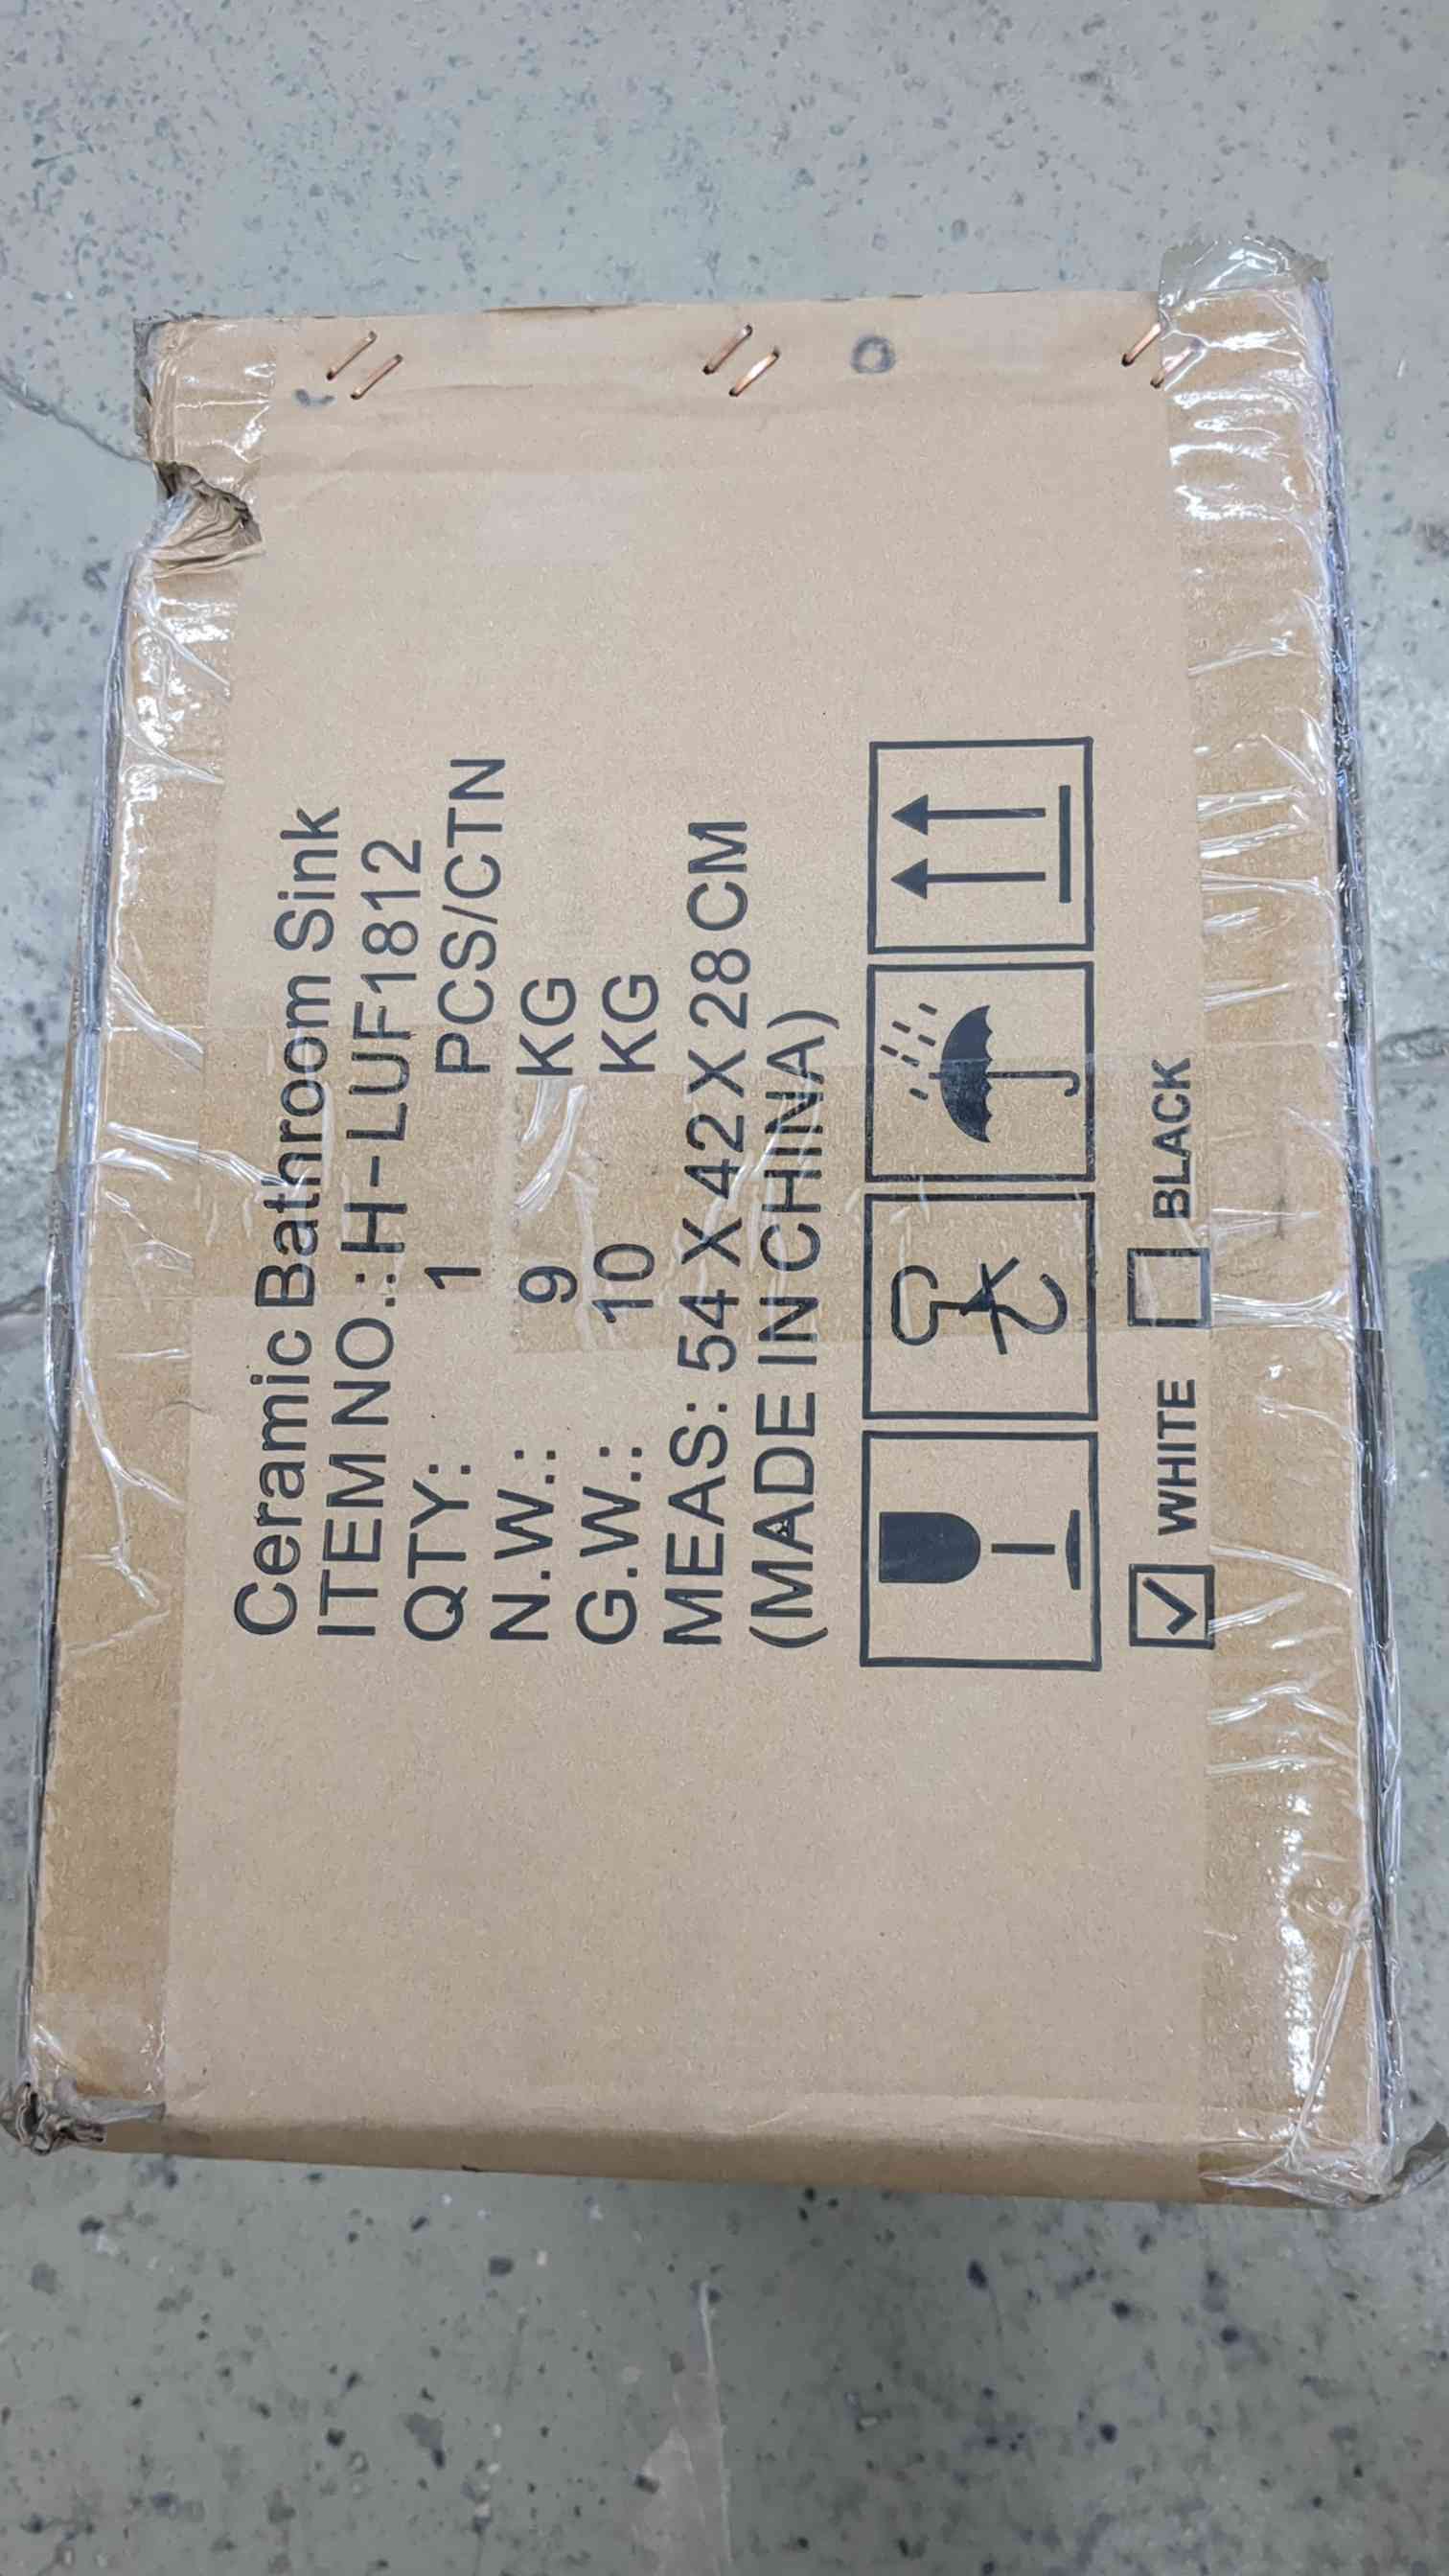 Ceramic Bathroom Sink
ITEM NO.: H-LUF1812
QTY: 1 PCS/CTN
N.W.: 9 KG
G.W.: 10 KG
MEAS: 54 X 42 X 28 CM
(MADE IN CHINA)
WHITE BLACK